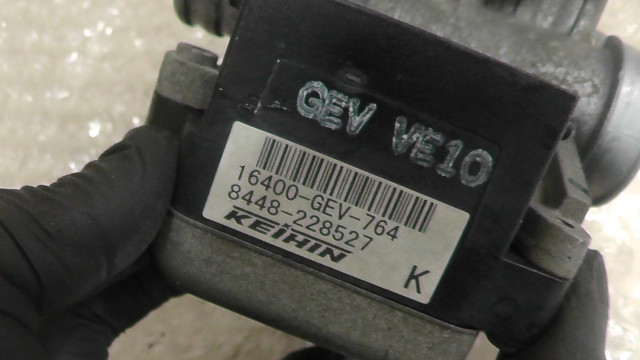 GEV VE10
16400-GEV-764
8448-228527
KEIHIN
K